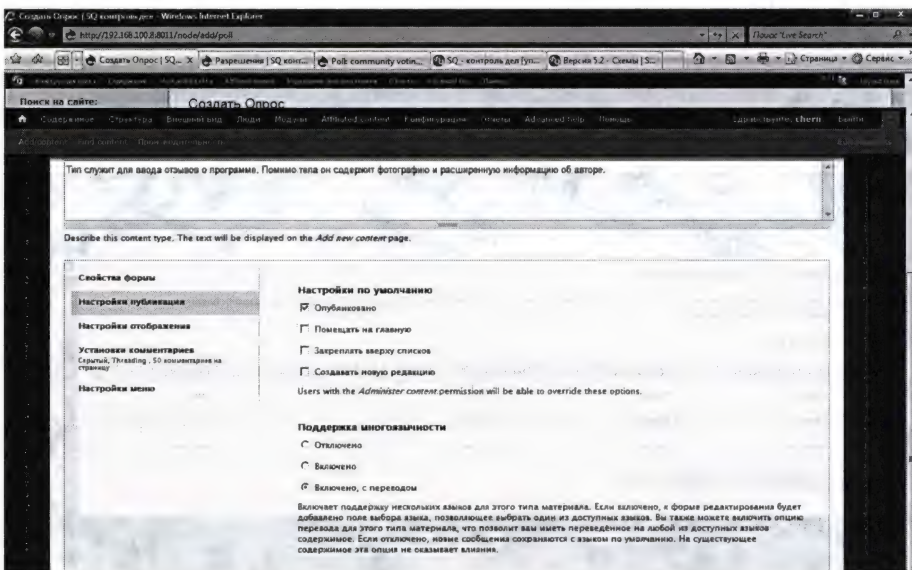 Создать Опрос | SQ контроль дел - Windows Internet Explorer
http://192.168.100.8:8011/node/add/poll
Поиск "Live Search"
Создать Опрос | SQ...
Разрешения | SQ конт...
Polk community votin...
SQ - контроль дел [уп...
Версия 5.2 - Схемы | S...
Страница
Сервис
Поиск на сайте:
Создать Опрос
Содержимое Структура Внешний вид Люди Модули Конфигурация Отчеты Advanced help Помощь
Здравствуйте, chern Выйти
Add content Find content
Тип служит для ввода отзывов о программе. Помимо тела он содержит фотографию и расширенную информацию об авторе.
Describe this content type. The text will be displayed on the Add new content page.
Свойства формы
Настройки публикации
Настройки отображения
Установки комментариев
Скрытый, Threading , 50 комментариев на
страницу
Настройки меню
Настройки по умолчанию
Опубликовано
Помещать на главную
Закреплять вверху списков
Создавать новую редакцию
Users with the Administer content permission will be able to override these options.
Поддержка многоязычности
Отключено
Включено
Включено, с переводом
Включает поддержку нескольких языков для этого типа материала. Если включено, к форме редактирования будет
добавлено поле выбора языка, позволяющее выбрать один из доступных языков. Вы также можете включить опцию
перевода для этого типа материала, что позволит вам иметь переведённое на любой из доступных языков
содержимое. Если отключено, новые сообщения сохраняются с языком по умолчанию. На существующее
содержимое эта опция не оказывает влияния.